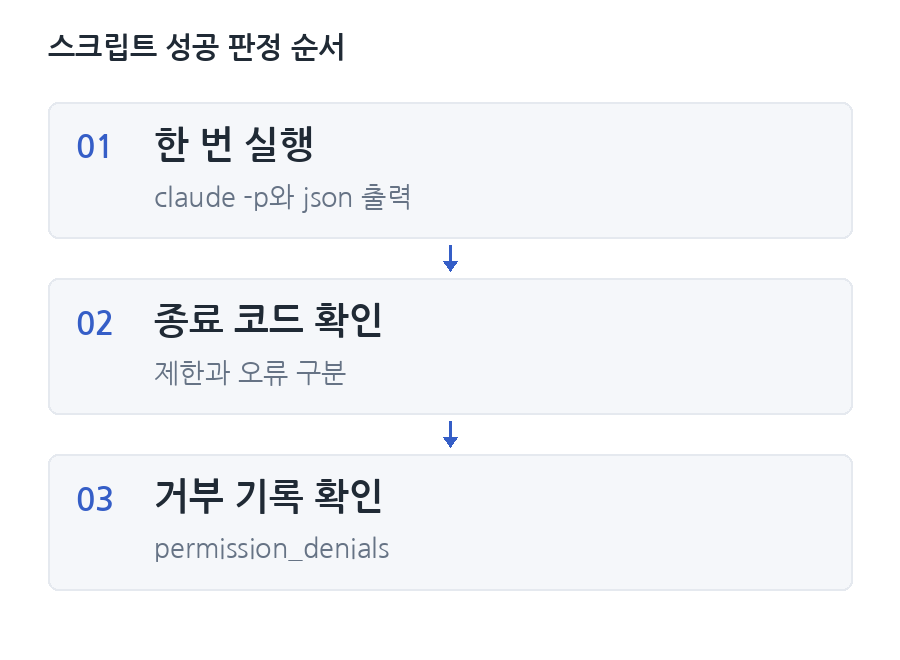 스크립트 성공 판정 순서
01 한 번 실행
claude -p와 json 출력
02 종료 코드 확인
제한과 오류 구분
03 거부 기록 확인
permission_denials